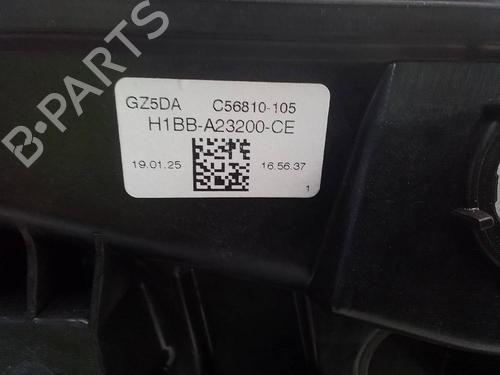 GZ5DA C56810-105
H1BB-A23200-CE
19.01.25 16.56.37
1
B-PARTS